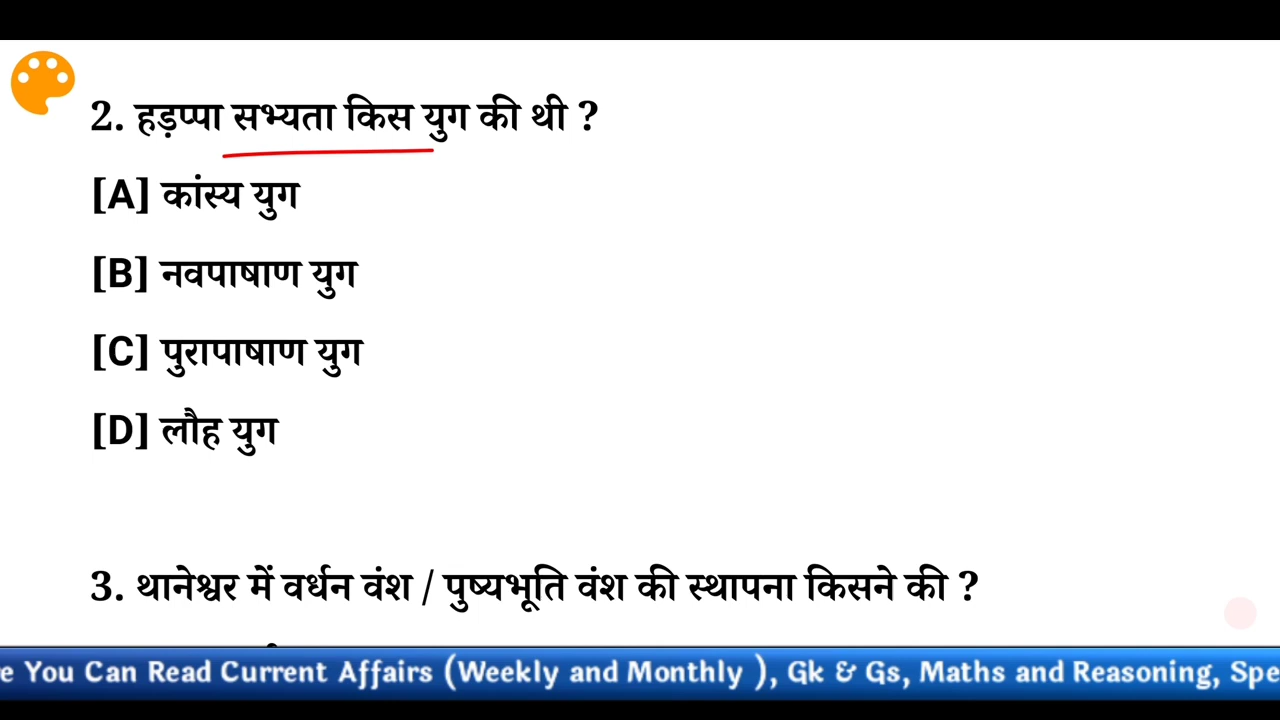 2. हड़प्पा सभ्यता किस युग की थी ?
[A] कांस्य युग
[B] नवपाषाण युग
[C] पुरापाषाण युग
[D] लौह युग
3. थानेश्वर में वर्धन वंश / पुष्यभूति वंश की स्थापना किसने की ?
e You Can Read Current Affairs (Weekly and Monthly ), Gk & Gs, Maths and Reasoning, Spe